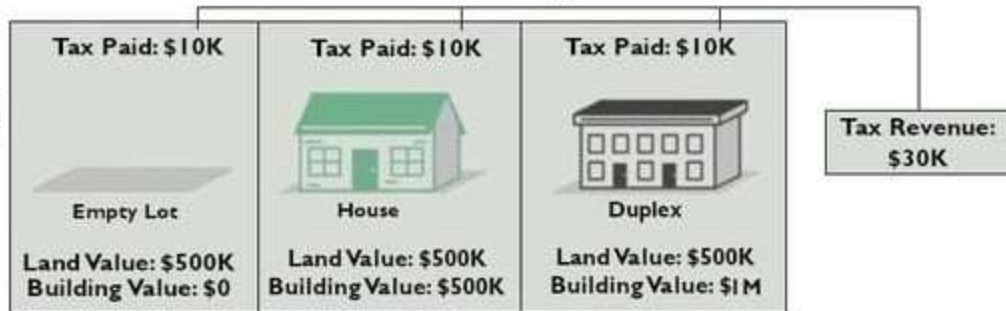 Tax Paid: $10K
Tax Paid: $10K
Tax Paid: $10K
Tax Revenue:
$30K
Empty Lot
House
Duplex
Land Value: $500K
Building Value: $0
Land Value: $500K
Building Value: $500K
Land Value: $500K
Building Value: $1M